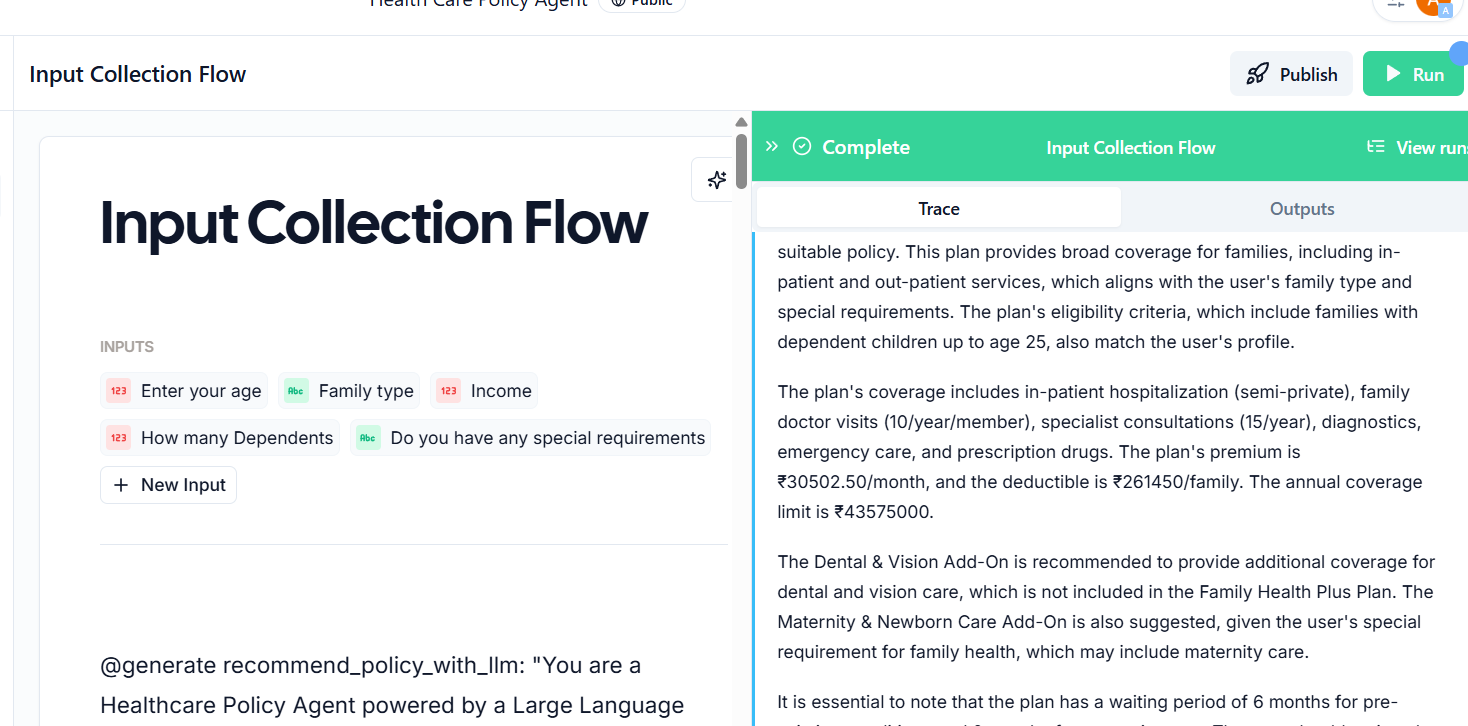 Health Care Policy Agent
Public
A
Input Collection Flow
Publish
Run
Input Collection Flow
INPUTS
123 Enter your age
Abc Family type
123 Income
123 How many Dependents
Abc Do you have any special requirements
+ New Input
@generate recommend_policy_with_llm: "You are a
Healthcare Policy Agent powered by a Large Language
Complete
Input Collection Flow
View runs
Trace
Outputs
suitable policy. This plan provides broad coverage for families, including in-
patient and out-patient services, which aligns with the user's family type and
special requirements. The plan's eligibility criteria, which include families with
dependent children up to age 25, also match the user's profile.
The plan's coverage includes in-patient hospitalization (semi-private), family
doctor visits (10/year/member), specialist consultations (15/year), diagnostics,
emergency care, and prescription drugs. The plan's premium is
₹30502.50/month, and the deductible is ₹261450/family. The annual coverage
limit is ₹43575000.
The Dental & Vision Add-On is recommended to provide additional coverage for
dental and vision care, which is not included in the Family Health Plus Plan. The
Maternity & Newborn Care Add-On is also suggested, given the user's special
requirement for family health, which may include maternity care.
It is essential to note that the plan has a waiting period of 6 months for pre-